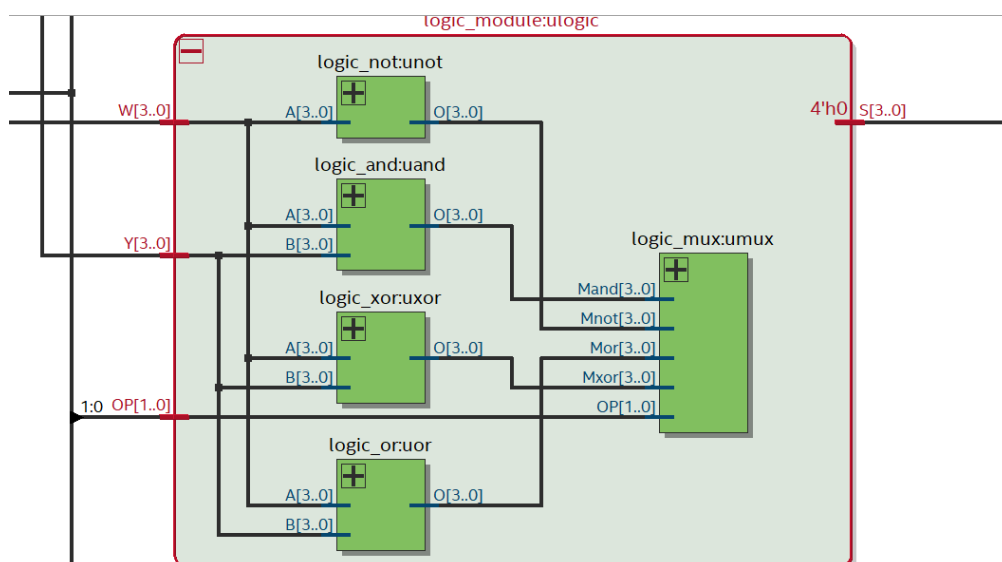 logic_module:ulogic
logic_not:unot
W[3..0]
A[3..0]
O[3..0]
4'h0
S[3..0]
logic_and:uand
A[3..0]
O[3..0]
Y[3..0]
B[3..0]
logic_mux:umux
Mand[3..0]
logic_xor:uxor
Mnot[3..0]
A[3..0]
O[3..0]
Mor[3..0]
B[3..0]
Mxor[3..0]
1:0
OP[1..0]
OP[1..0]
logic_or:uor
A[3..0]
O[3..0]
B[3..0]